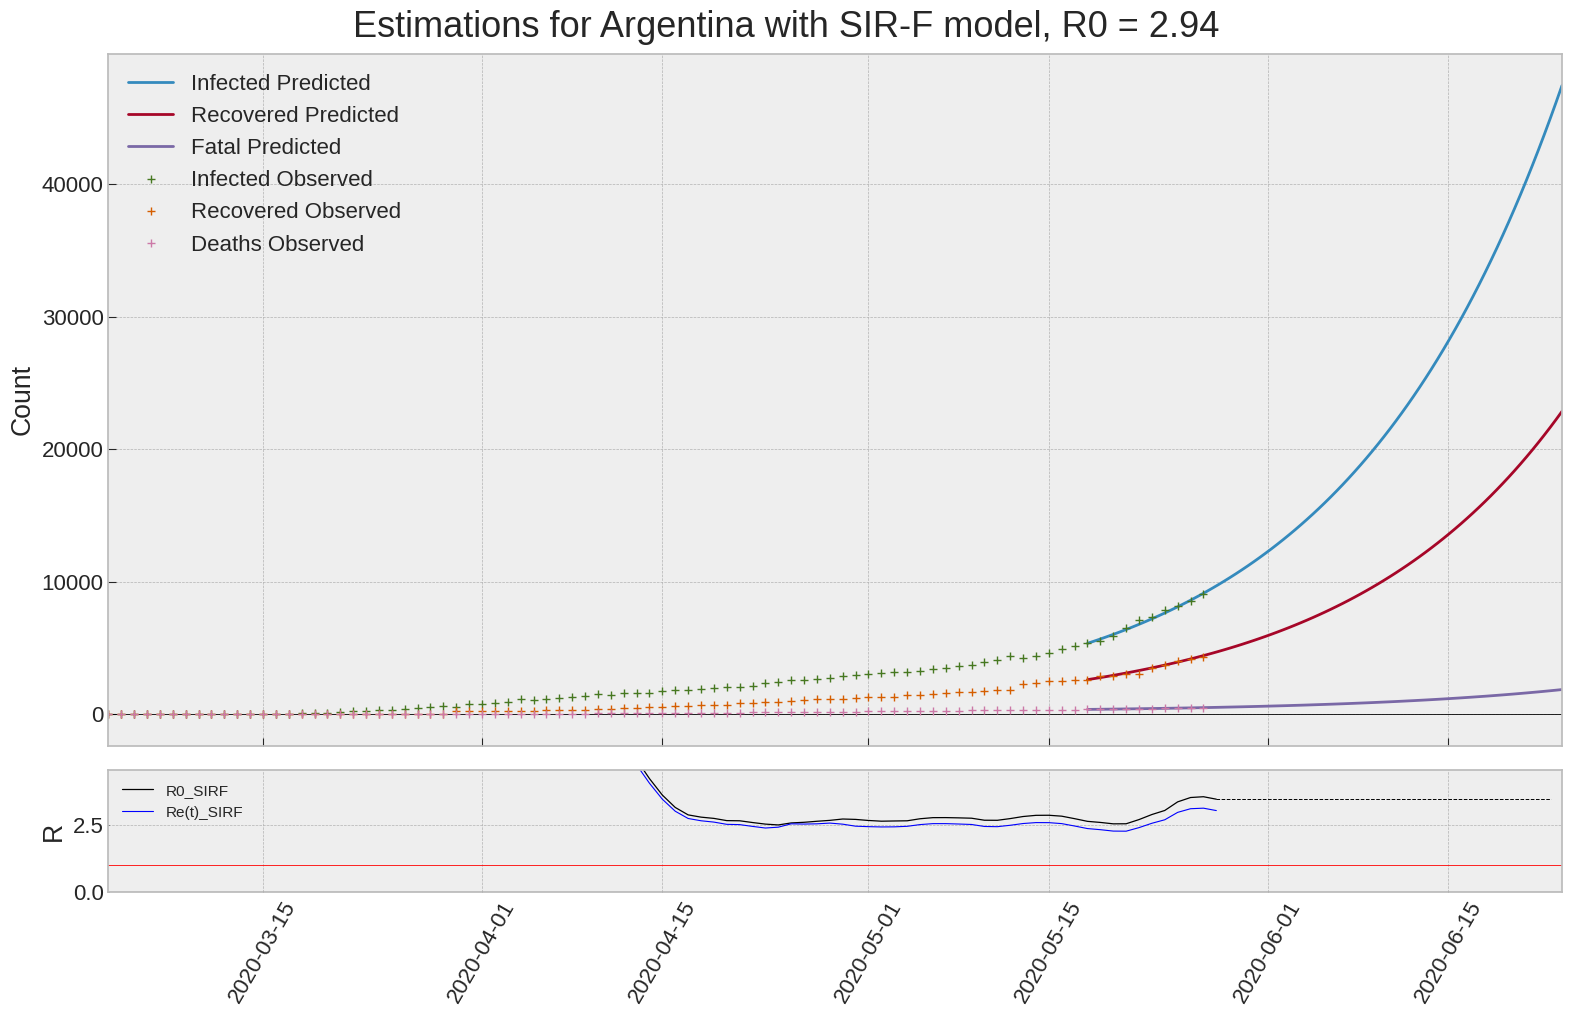 Estimations for Argentina with SIR-F model, R0 = 2.94
Infected Predicted
Recovered Predicted
Fatal Predicted
Infected Observed
Recovered Observed
Deaths Observed
Count
40000
30000
20000
10000
0
R0_SIRF
Re(t)_SIRF
R
2.5
0.0
2020-03-15
2020-04-01
2020-04-15
2020-05-01
2020-05-15
2020-06-01
2020-06-15